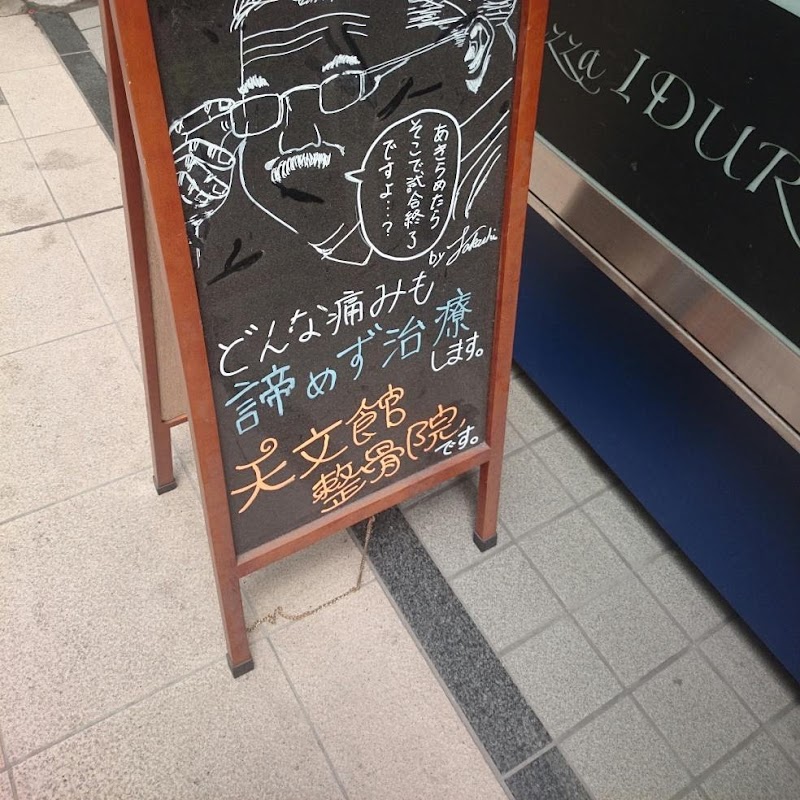 あきらめたら
そこで試合終了
ですよ…?
by Takashi
どんな痛みも
諦めず治療
します。
天文館
整骨院
です。
zza IDUR